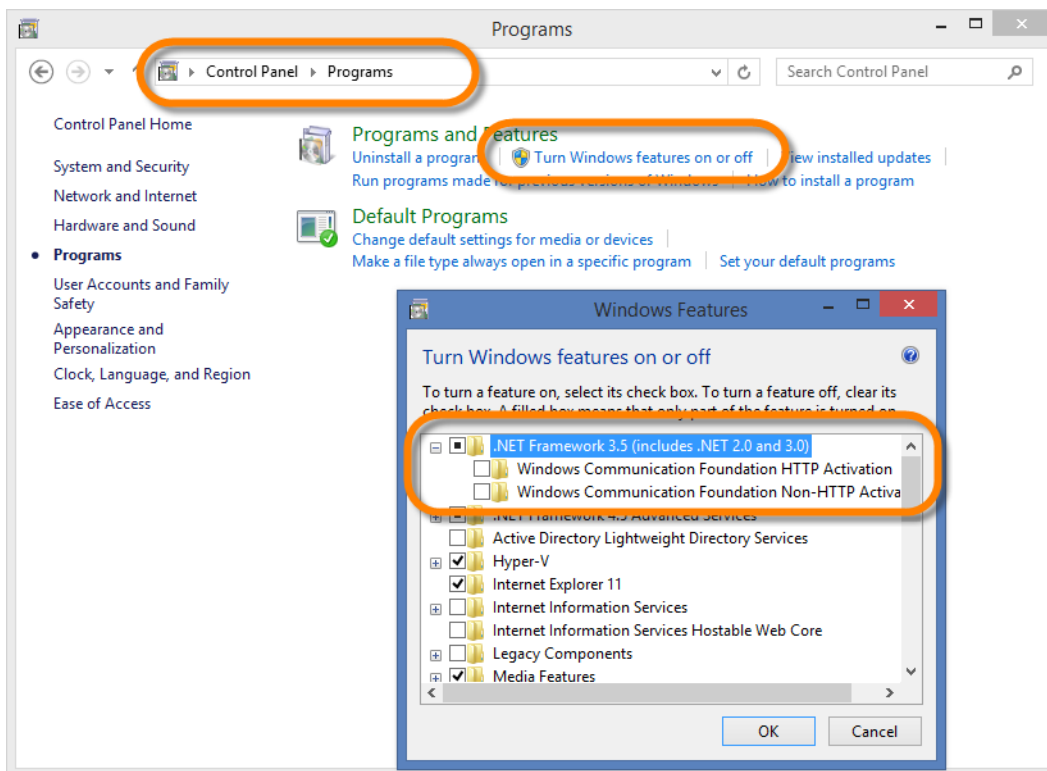 Programs
Control Panel Programs
Search Control Panel
Control Panel Home
System and Security
Network and Internet
Hardware and Sound
Programs
User Accounts and Family
Safety
Appearance and
Personalization
Clock, Language, and Region
Ease of Access
Programs and Features
Uninstall a program Turn Windows features on or off View installed updates
Run programs made for previous versions of Windows How to install a program
Default Programs
Change default settings for media or devices
Make a file type always open in a specific program Set your default programs
Windows Features
Turn Windows features on or off
To turn a feature on, select its check box. To turn a feature off, clear its
check box. A filled box means that only part of the feature is turned on.
.NET Framework 3.5 (includes .NET 2.0 and 3.0)
Windows Communication Foundation HTTP Activation
Windows Communication Foundation Non-HTTP Activa
.NET Framework 4.5 Advanced Services
Active Directory Lightweight Directory Services
Hyper-V
Internet Explorer 11
Internet Information Services
Internet Information Services Hostable Web Core
Legacy Components
Media Features
OK Cancel